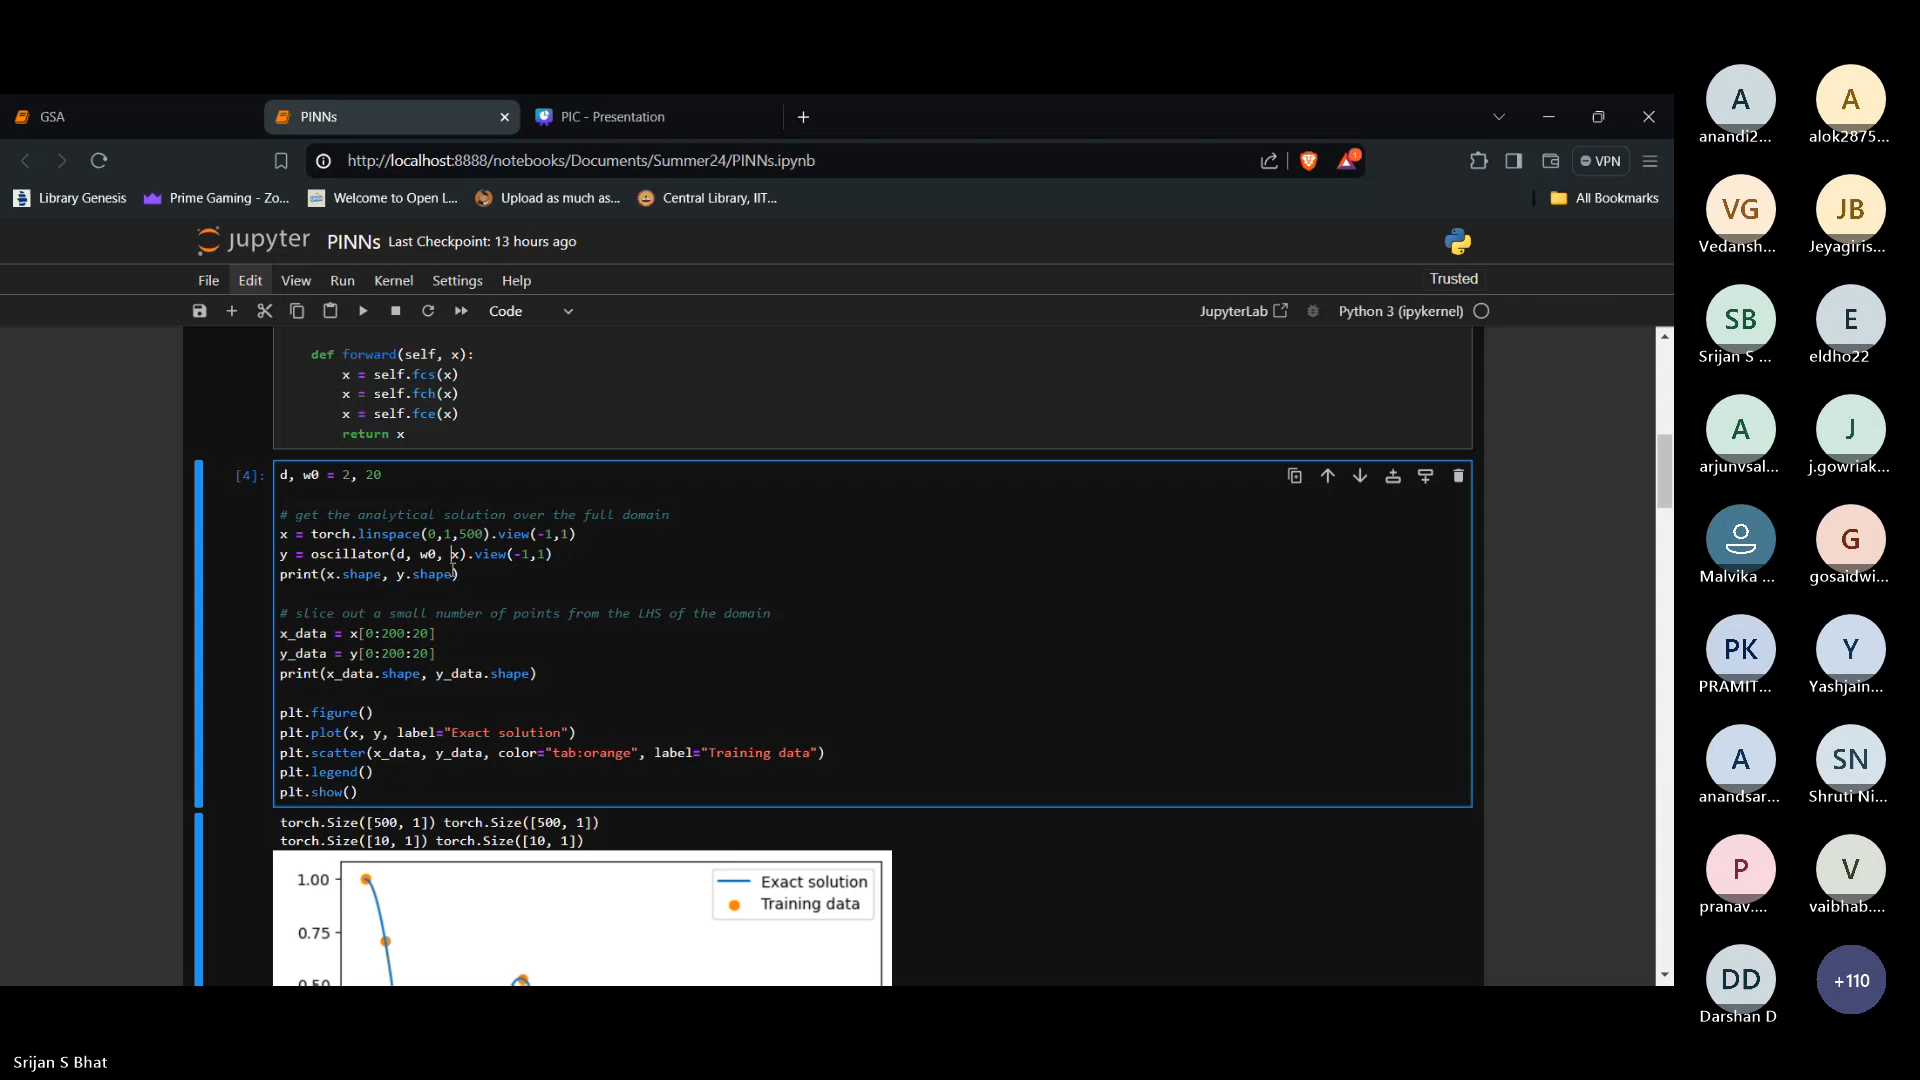 GSA
PINNs
PIC - Presentation
http://localhost:8888/notebooks/Documents/Summer24/PINNs.ipynb
1
VPN
Library Genesis
Prime Gaming - Zo...
Welcome to Open L...
Upload as much as...
Central Library, IIT...
All Bookmarks
jupyter PINNs Last Checkpoint: 13 hours ago
File Edit View Run Kernel Settings Help
Trusted
Code
JupyterLab
Python 3 (ipykernel)
def forward(self, x):
x = self.fcs(x)
x = self.fch(x)
x = self.fce(x)
return x
[4]:
d, w0 = 2, 20
# get the analytical solution over the full domain
x = torch.linspace(0,1,500).view(-1,1)
y = oscillator(d, w0, x).view(-1,1)
print(x.shape, y.shape)
# slice out a small number of points from the LHS of the domain
x_data = x[0:200:20]
y_data = y[0:200:20]
print(x_data.shape, y_data.shape)
plt.figure()
plt.plot(x, y, label="Exact solution")
plt.scatter(x_data, y_data, color="tab:orange", label="Training data")
plt.legend()
plt.show()
torch.Size([500, 1]) torch.Size([500, 1])
torch.Size([10, 1]) torch.Size([10, 1])
1.00
0.75
0.50
Exact solution
Training data
A
anandi2...
A
alok2875...
VG
Vedansh...
JB
Jeyagiris...
SB
Srijan S ...
E
eldho22
A
arjunvsal...
J
j.gowriak...
Malvika ...
G
gosaidwi...
PK
PRAMIT...
Y
Yashjain...
A
anandsar...
SN
Shruti Ni...
P
pranav....
V
vaibhab....
DD
Darshan D
+110
Srijan S Bhat